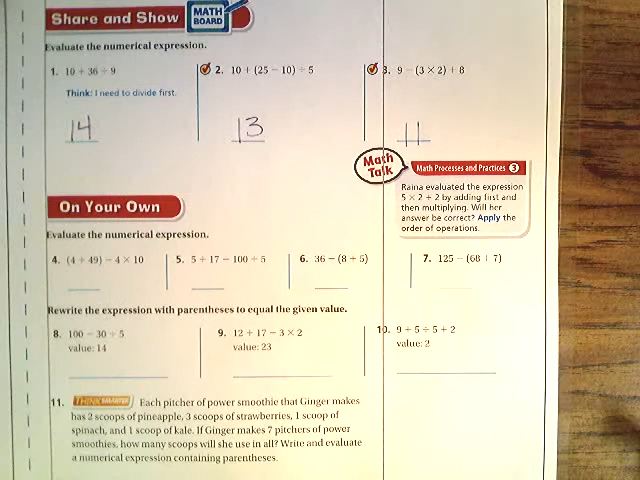 Share and Show MATH BOARD
Evaluate the numerical expression.
1. 10 + 36 ÷ 9
2. 10 + (25 − 10) ÷ 5
3. 9 − (3 × 2) + 8
Think: I need to divide first.
14
13
11
Math Talk
Math Processes and Practices 3
Raina evaluated the expression
5 × 2 + 2 by adding first and
then multiplying. Will her
answer be correct? Apply the
order of operations.
On Your Own
Evaluate the numerical expression.
4. (4 + 49) − 4 × 10
5. 5 + 17 − 100 ÷ 5
6. 36 − (8 + 5)
7. 125 − (68 + 7)
Rewrite the expression with parentheses to equal the given value.
8. 100 − 30 ÷ 5
value: 14
9. 12 + 17 − 3 × 2
value: 23
10. 9 + 5 ÷ 5 + 2
value: 2
11. THINK SMARTER Each pitcher of power smoothie that Ginger makes
has 2 scoops of pineapple, 3 scoops of strawberries, 1 scoop of
spinach, and 1 scoop of kale. If Ginger makes 7 pitchers of power
smoothies, how many scoops will she use in all? Write and evaluate
a numerical expression containing parentheses.